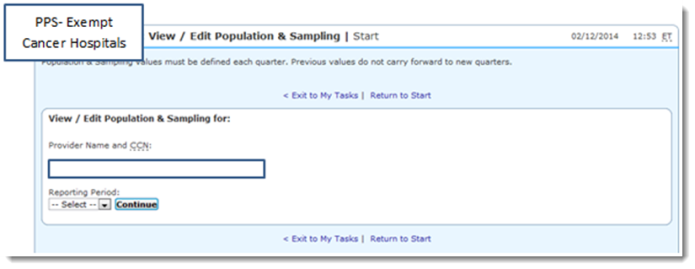 PPS- Exempt
Cancer Hospitals
View / Edit Population & Sampling | Start 02/12/2014 12:53 ET
Population & Sampling values must be defined each quarter. Previous values do not carry forward to new quarters.
< Exit to My Tasks | Return to Start
View / Edit Population & Sampling for:
Provider Name and CCN:
Reporting Period:
-- Select -- Continue
< Exit to My Tasks | Return to Start